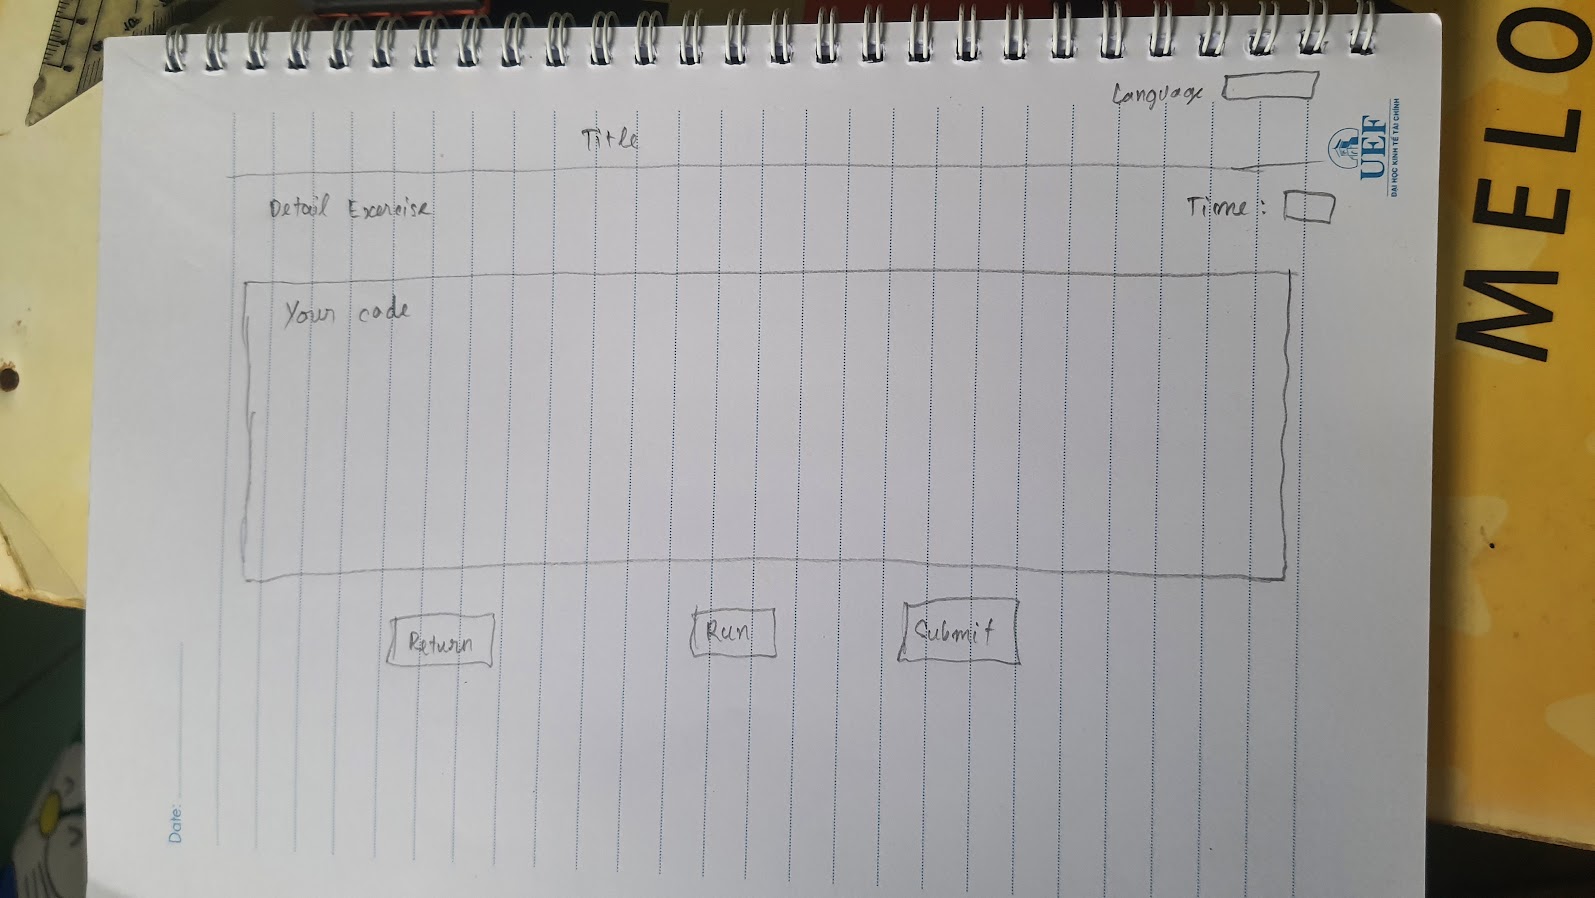 Language
Title
Detail Exercise
Time:
Your code
Return
Run
Submit
UEF
ĐẠI HỌC KINH TẾ TÀI CHÍNH
Date:
MELO